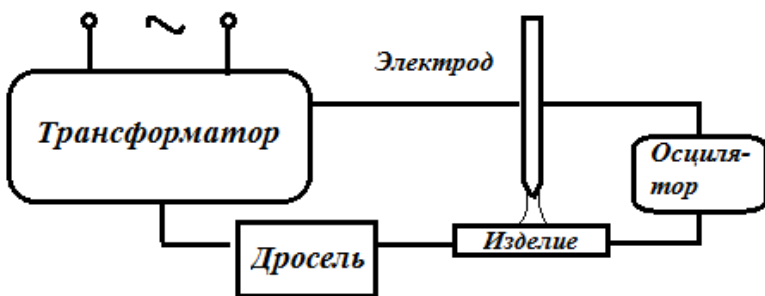 Электрод
Трансформатор
Осциля-
тор
Изделие
Дросель